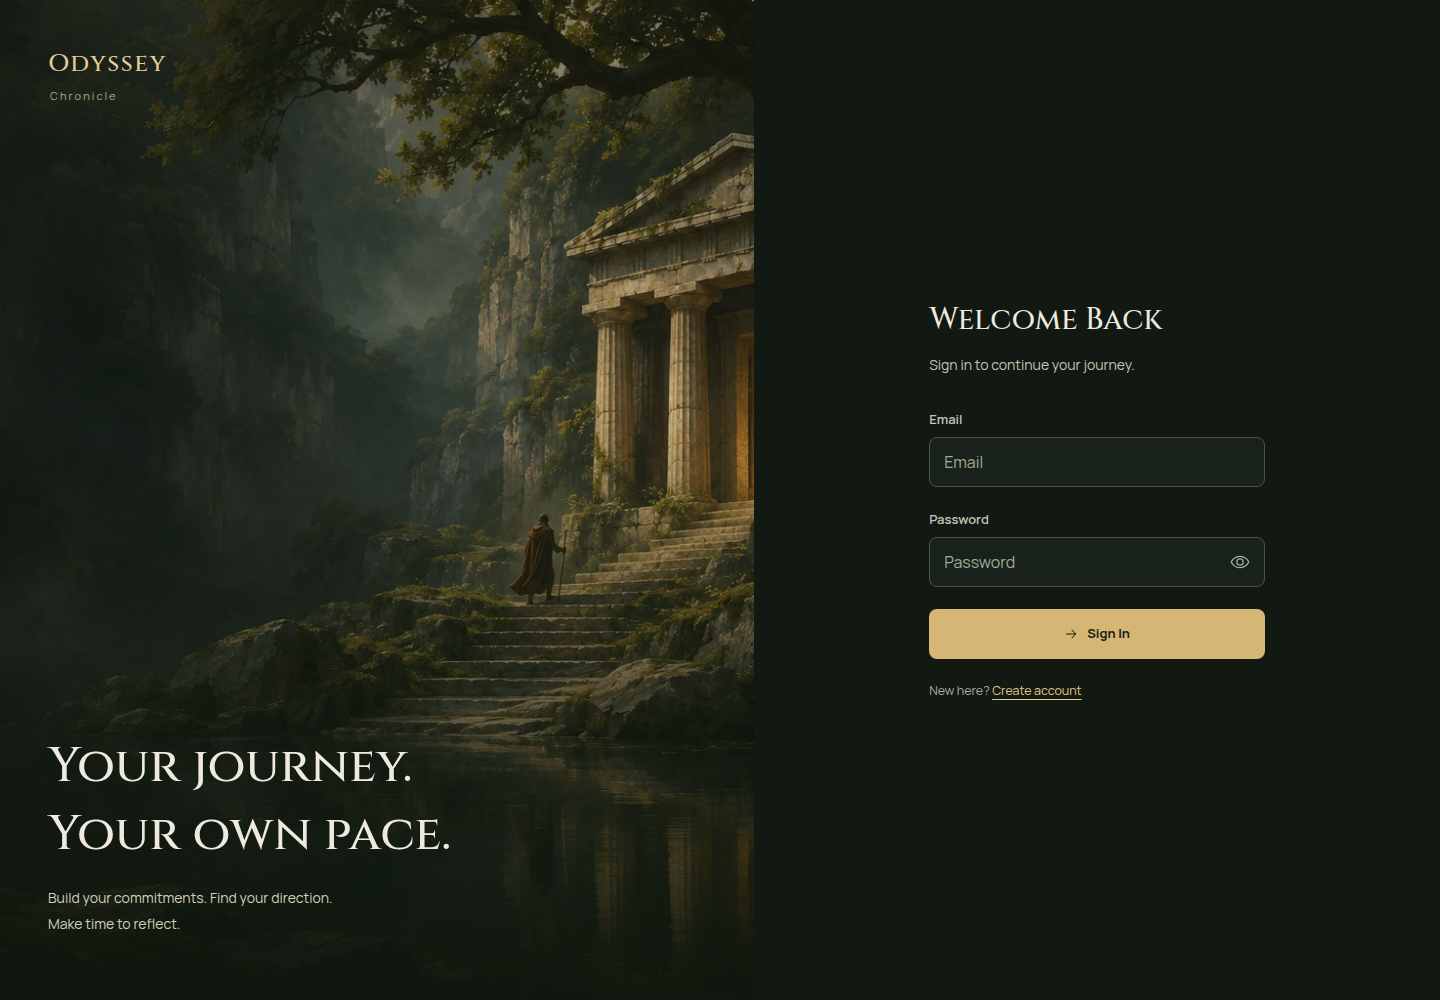 Odyssey
Chronicle
Your journey.
Your own pace.
Build your commitments. Find your direction.
Make time to reflect.
Welcome Back
Sign in to continue your journey.
Email
Email
Password
Password
Sign In
New here? Create account